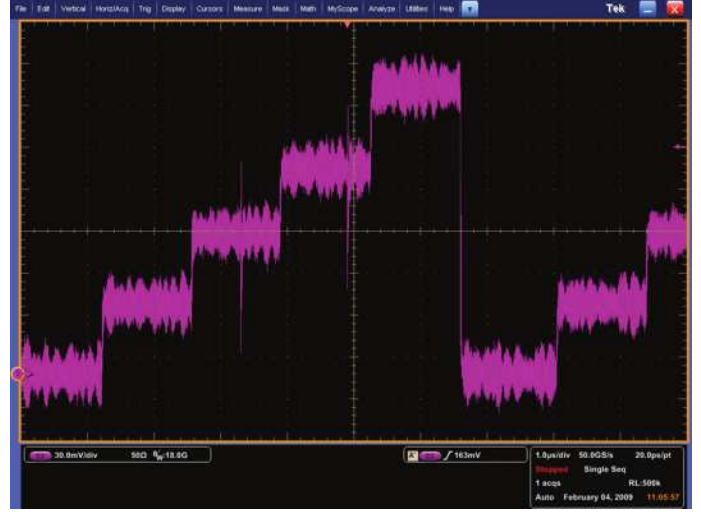 File Edit Vertical Horiz/Acq Trig Display Cursors Measure Mask Math MyScope Analyze Utilities Help Tek
30.0mV/div 50Ω BW:18.0G
A' 163mV
1.0µs/div 50.0GS/s 20.0ps/pt
Stopped Single Seq
1 acqs RL:500k
Auto February 04, 2009 11:05:57